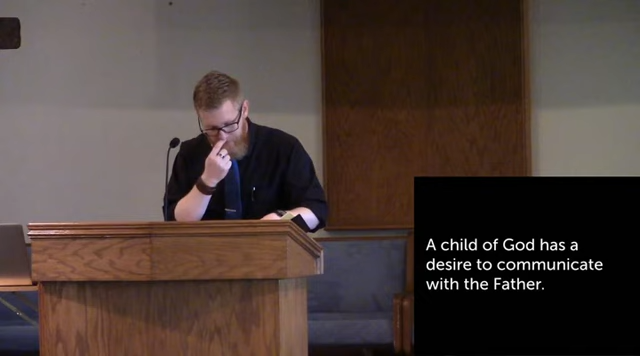 A child of God has a
desire to communicate
with the Father.